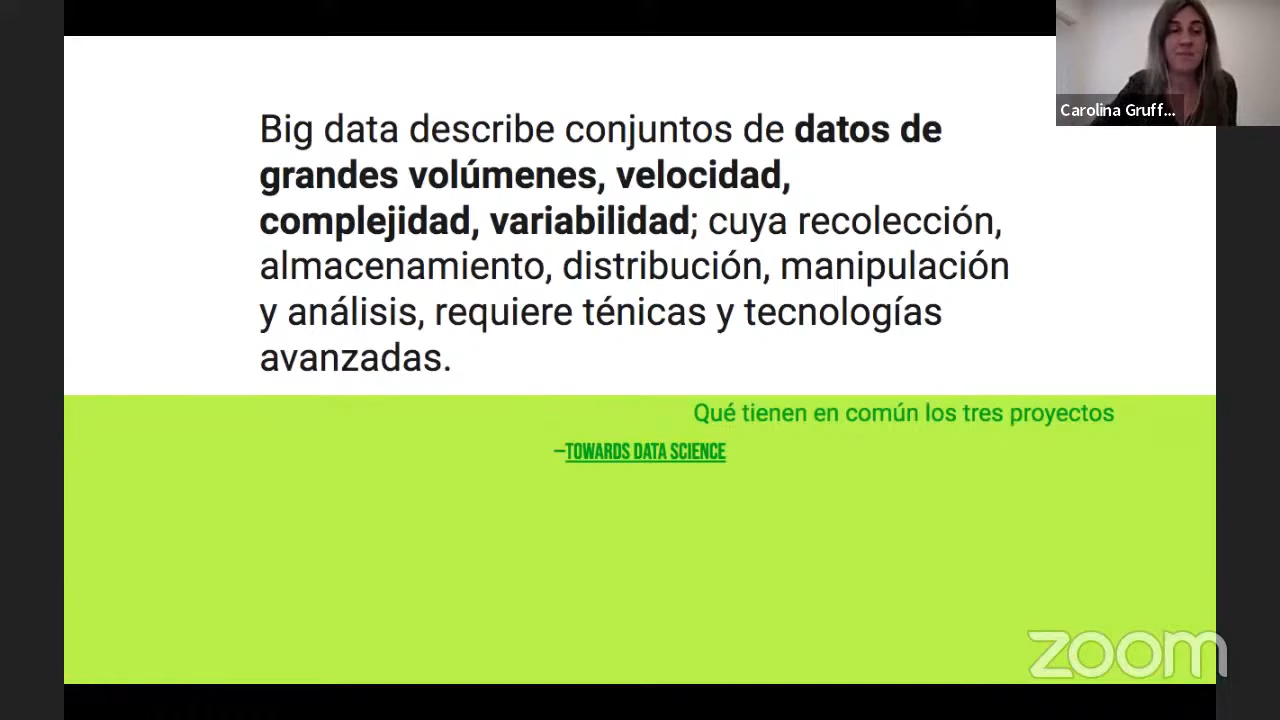 Big data describe conjuntos de datos de
grandes volúmenes, velocidad,
complejidad, variabilidad; cuya recolección,
almacenamiento, distribución, manipulación
y análisis, requiere ténicas y tecnologías
avanzadas.
Qué tienen en común los tres proyectos
—TOWARDS DATA SCIENCE
Carolina Gruff...
zoom